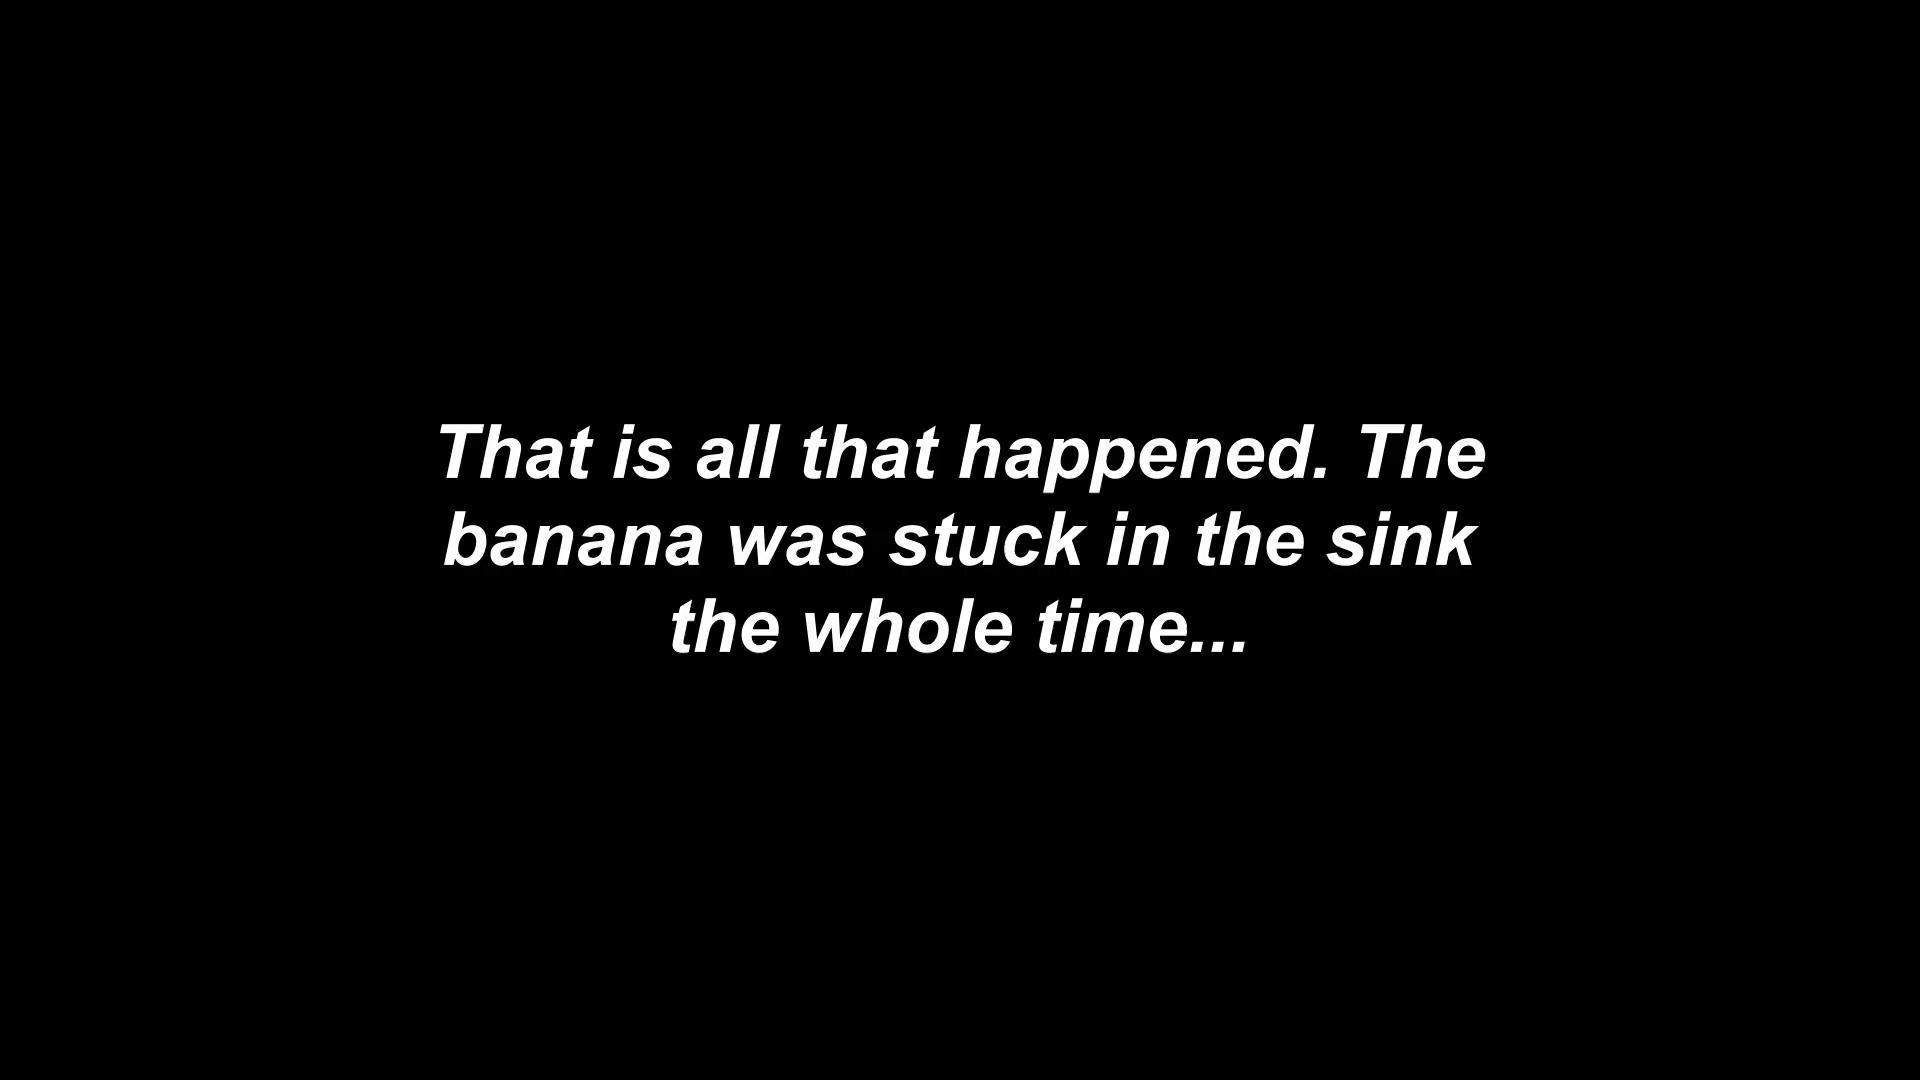 That is all that happened. The
banana was stuck in the sink
the whole time...